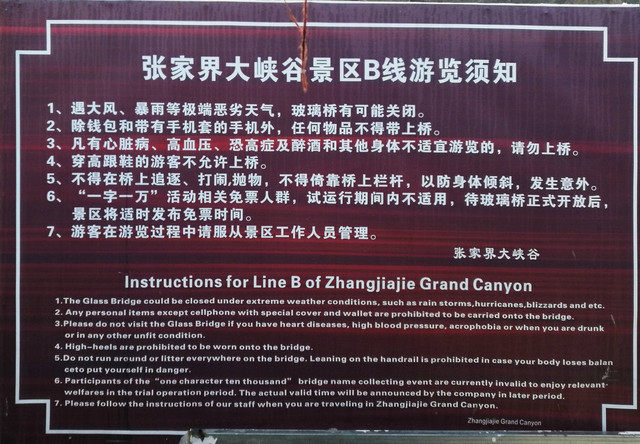 张家界大峡谷景区B线游览须知
1、遇大风、暴雨等极端恶劣天气，玻璃桥有可能关闭。
2、除钱包和带有手机套的手机外，任何物品不得带上桥。
3、凡有心脏病、高血压、恐高症及醉酒和其他身体不适宜游览的，请勿上桥。
4、穿高跟鞋的游客不允许上桥。
5、不得在桥上追逐、打闹,抛物，不得倚靠桥上栏杆，以防身体倾斜，发生意外。
6、“一字一万”活动相关免票人群，试运行期间内不适用，待玻璃桥正式开放后，
景区将适时发布免票时间。
7、游客在游览过程中请服从景区工作人员管理。
张家界大峡谷
Instructions for Line B of Zhangjiajie Grand Canyon
1.The Glass Bridge could be closed under extreme weather conditions, such as rain storms,hurricanes,blizzards and etc.
2. Any personal items except cellphone with special cover and wallet are prohibited to be carried onto the bridge.
3.Please do not visit the Glass Bridge if you have heart diseases, high blood pressure, acrophobia or when you are drunk
or in any other unfit condition.
4. High-heels are prohibited to be worn onto the bridge.
5.Do not run around or litter everywhere on the bridge. Leaning on the handrail is prohibited in case your body loses balan
ceto put yourself in danger.
6. Participants of the “one character ten thousand” bridge name collecting event are currently invalid to enjoy relevant
welfares in the trial operation period. The actual valid time will be announced by the company in later period.
7. Please follow the instructions of our staff when you are traveling in Zhangjiajie Grand Canyon.
Zhangjiajie Grand Canyon